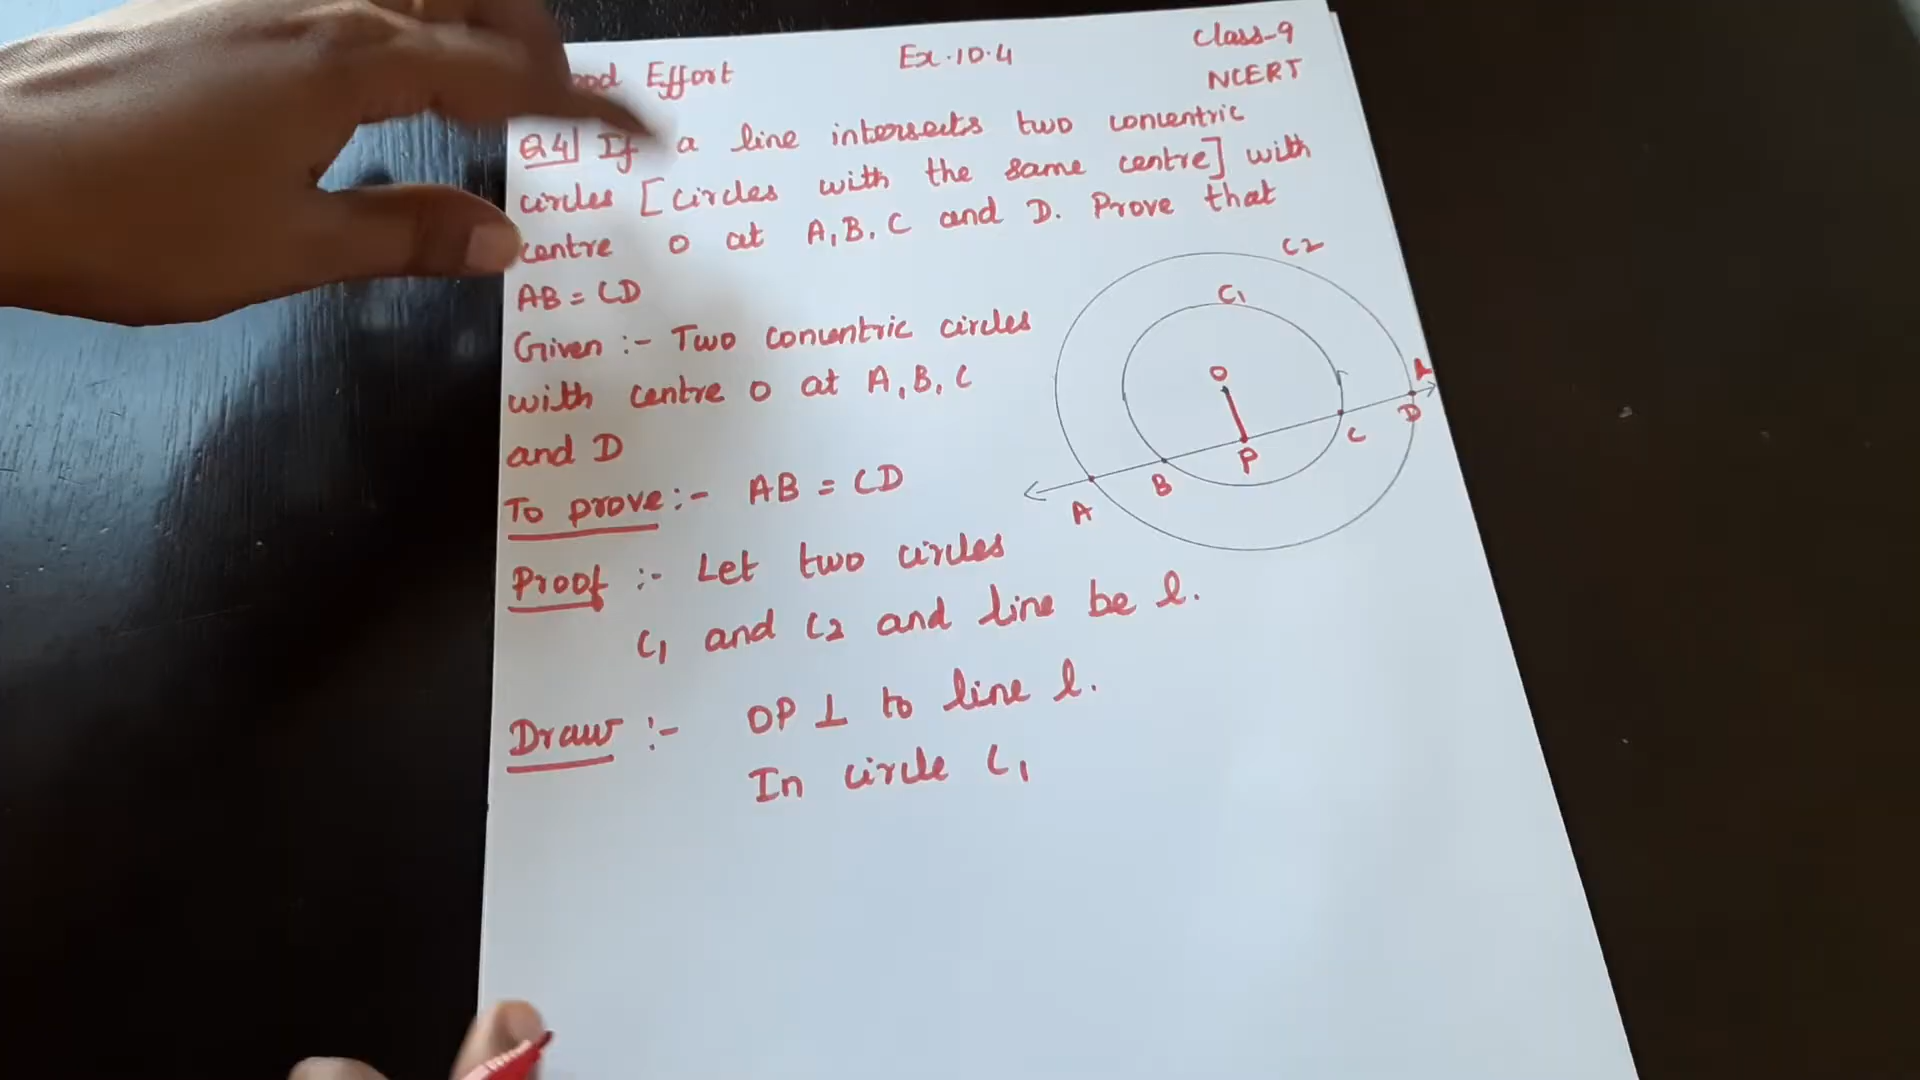 Effort
Ex.10.4
Class-9
NCERT
Q4] If a line intersects two concentric
circles [circles with the same centre] with
centre O at A, B, C and D. Prove that
AB = CD
Given :- Two concentric circles
with centre O at A, B, C
and D
To prove :- AB = CD
Proof :- Let two circles
C1 and C2 and line be l.
Draw :- OP ⊥ to line l.
In circle C1
C2
C1
O
A
B
P
C
D